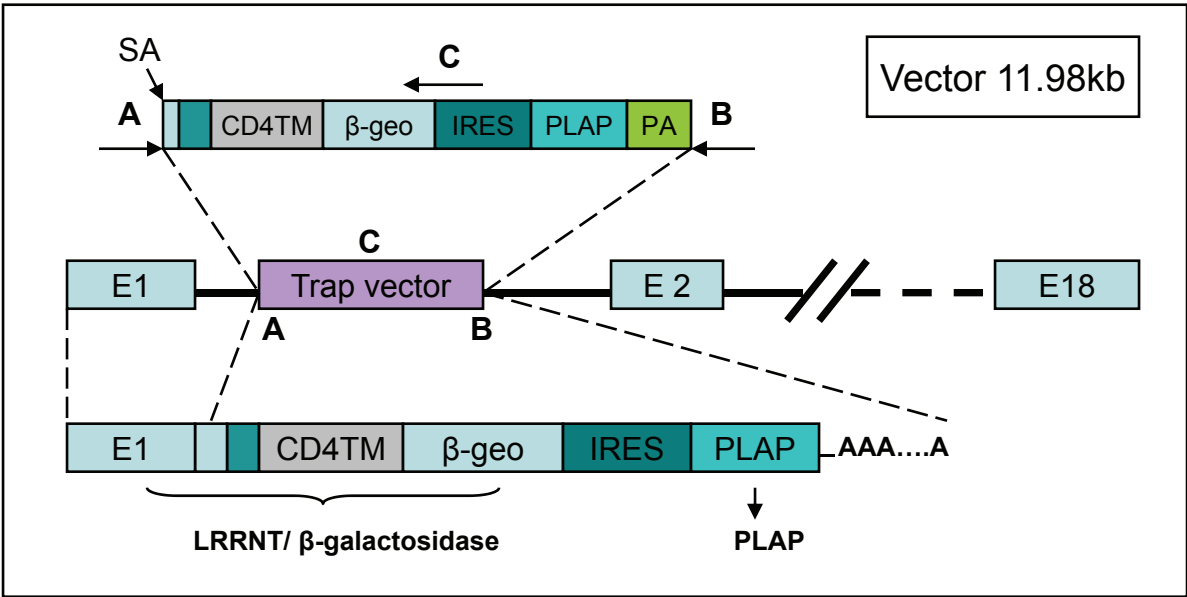 SA
C
Vector 11.98kb
A
B
CD4TM β-geo IRES PLAP PA
C
E1 Trap vector E 2 E18
A B
E1 CD4TM β-geo IRES PLAP AAA....A
LRRNT/ β-galactosidase PLAP